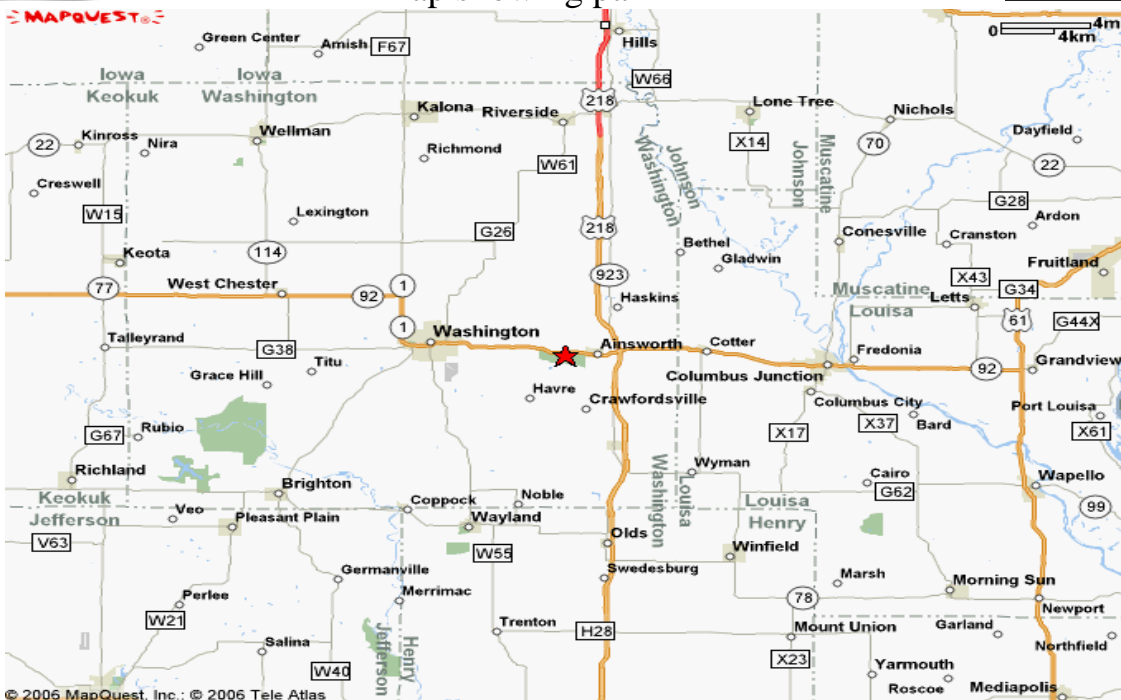 MAPQUEST
Green Center
Amish
F67
Hills
0 4m
4km
Iowa Iowa
Keokuk Washington
W66
218
Kalona
Riverside
Lone Tree
Nichols
22
Kinross
Nira
Wellman
Richmond
W61
X14
70
Dayfield
22
Creswell
W15
Lexington
Johnson
Washington
Muscatine
Johnson
G28
Ardon
G26
218
114
Keota
Bethel
Gladwin
Conesville
Cranston
Fruitland
923
X43
G34
77
West Chester
92
1
Haskins
Muscatine
Louisa
Letts
61
G44X
1
Washington
Talleyrand
G38
Titu
Ainsworth
Cotter
Fredonia
Grace Hill
Columbus Junction
92
Grandview
Havre
Crawfordsville
Columbus City
Port Louisa
G67
Rubio
X17
X37
Bard
X61
Richland
Wyman
Cairo
Wapello
Keokuk
Jefferson
Brighton
Coppock
Noble
Washington
Louisa
Louisa
Henry
G62
99
Veo
Pleasant Plain
Wayland
V63
W55
Olds
Winfield
Germanville
Swedesburg
Marsh
Morning Sun
Perlee
Merrimac
78
Newport
W21
Trenton
H28
Mount Union
Garland
Northfield
Salina
Jefferson
Henry
W40
X23
Yarmouth
Roscoe
Mediapolis
© 2006 MapQuest, Inc.; © 2006 Tele Atlas